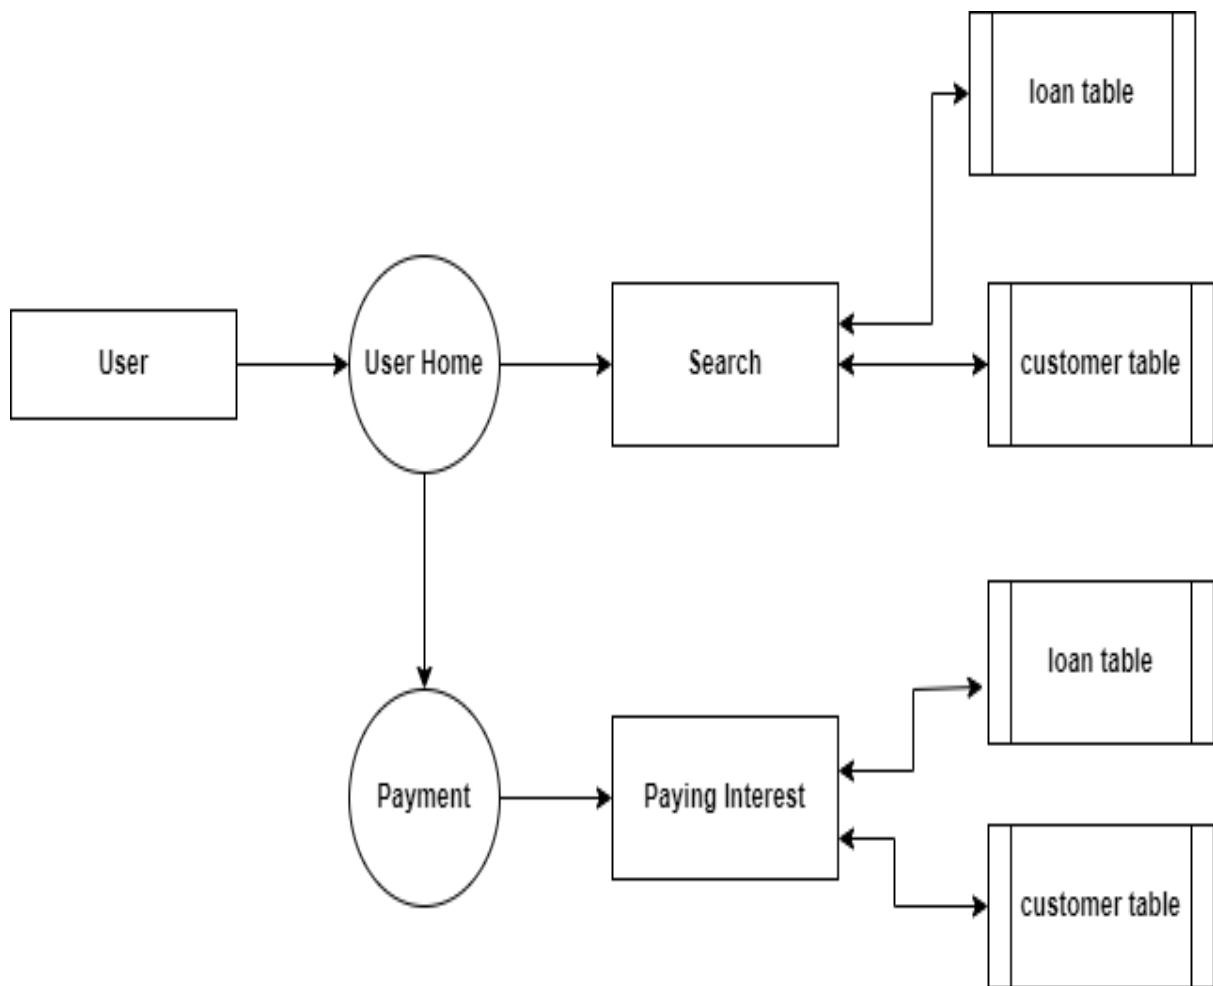 loan table
User
User Home
Search
customer table
loan table
Payment
Paying Interest
customer table